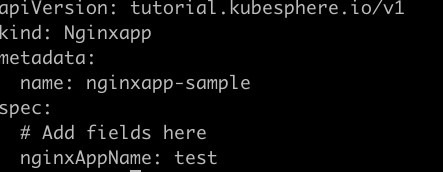 apiVersion: tutorial.kubesphere.io/v1
kind: Nginxapp
metadata:
  name: nginxapp-sample
spec:
  # Add fields here
  nginxAppName: test